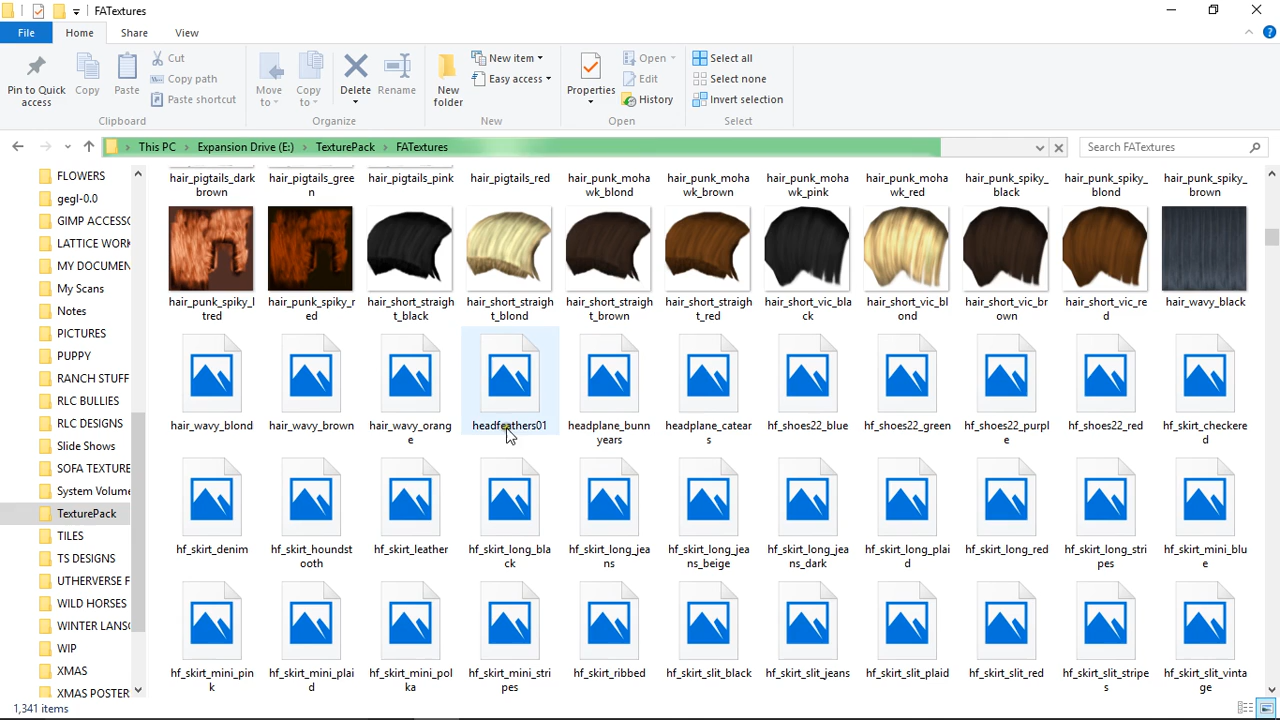 FATextures
File
Home
Share
View
Pin to Quick access
Copy
Paste
Cut
Copy path
Paste shortcut
Clipboard
Move to
Copy to
Delete
Rename
Organize
New folder
New item
Easy access
New
Properties
Open
Edit
History
Open
Select all
Select none
Invert selection
Select
This PC
Expansion Drive (E:)
TexturePack
FATextures
Search FATextures
FLOWERS
gegl-0.0
GIMP ACCESSO
LATTICE WORK
MY DOCUMEN
My Scans
Notes
PICTURES
PUPPY
RANCH STUFF
RLC BULLIES
RLC DESIGNS
Slide Shows
SOFA TEXTURE
System Volume
TexturePack
TILES
TS DESIGNS
UTHERVERSE F
WILD HORSES
WINTER LANS
WIP
XMAS
XMAS POSTER
hair_pigtails_dark
brown
hair_pigtails_gree
n
hair_pigtails_pink
hair_pigtails_red
hair_punk_moha
wk_blond
hair_punk_moha
wk_brown
hair_punk_moha
wk_pink
hair_punk_moha
wk_red
hair_punk_spiky_
black
hair_punk_spiky_
blond
hair_punk_spiky_
brown
hair_punk_spiky_l
tred
hair_punk_spiky_r
ed
hair_short_straigh
t_black
hair_short_straigh
t_blond
hair_short_straigh
t_brown
hair_short_straigh
t_red
hair_short_vic_bla
ck
hair_short_vic_bl
ond
hair_short_vic_br
own
hair_short_vic_re
d
hair_wavy_black
hair_wavy_blond
hair_wavy_brown
hair_wavy_orang
e
headfeathers01
headplane_bunn
years
headplane_catear
s
hf_shoes22_blue
hf_shoes22_green
hf_shoes22_purpl
e
hf_shoes22_red
hf_skirt_checkere
d
hf_skirt_denim
hf_skirt_houndst
ooth
hf_skirt_leather
hf_skirt_long_bla
ck
hf_skirt_long_jea
ns
hf_skirt_long_jea
ns_beige
hf_skirt_long_jea
ns_dark
hf_skirt_long_plai
d
hf_skirt_long_red
hf_skirt_long_stri
pes
hf_skirt_mini_blu
e
hf_skirt_mini_pin
k
hf_skirt_mini_plai
d
hf_skirt_mini_pol
ka
hf_skirt_mini_stri
pes
hf_skirt_ribbed
hf_skirt_slit_black
hf_skirt_slit_jeans
hf_skirt_slit_plaid
hf_skirt_slit_red
hf_skirt_slit_stripe
s
hf_skirt_slit_vinta
ge
1,341 items